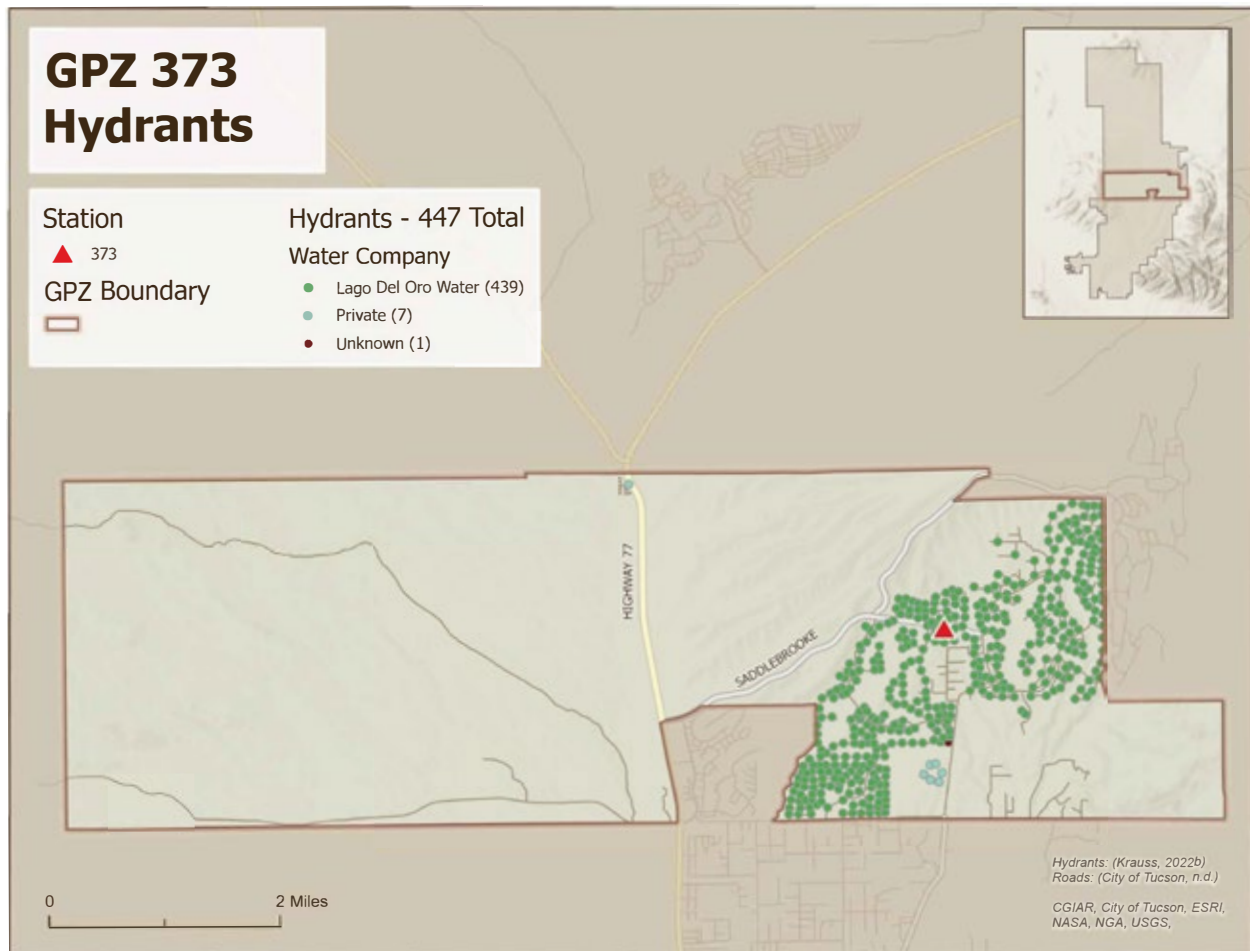 GPZ 373
Hydrants
Station
373
GPZ Boundary
Hydrants - 447 Total
Water Company
Lago Del Oro Water (439)
Private (7)
Unknown (1)
HIGHWAY 77
SADDLEBROOKE
0
2 Miles
Hydrants: (Krauss, 2022b)
Roads: (City of Tucson, n.d.)
CGIAR, City of Tucson, ESRI,
NASA, NGA, USGS,